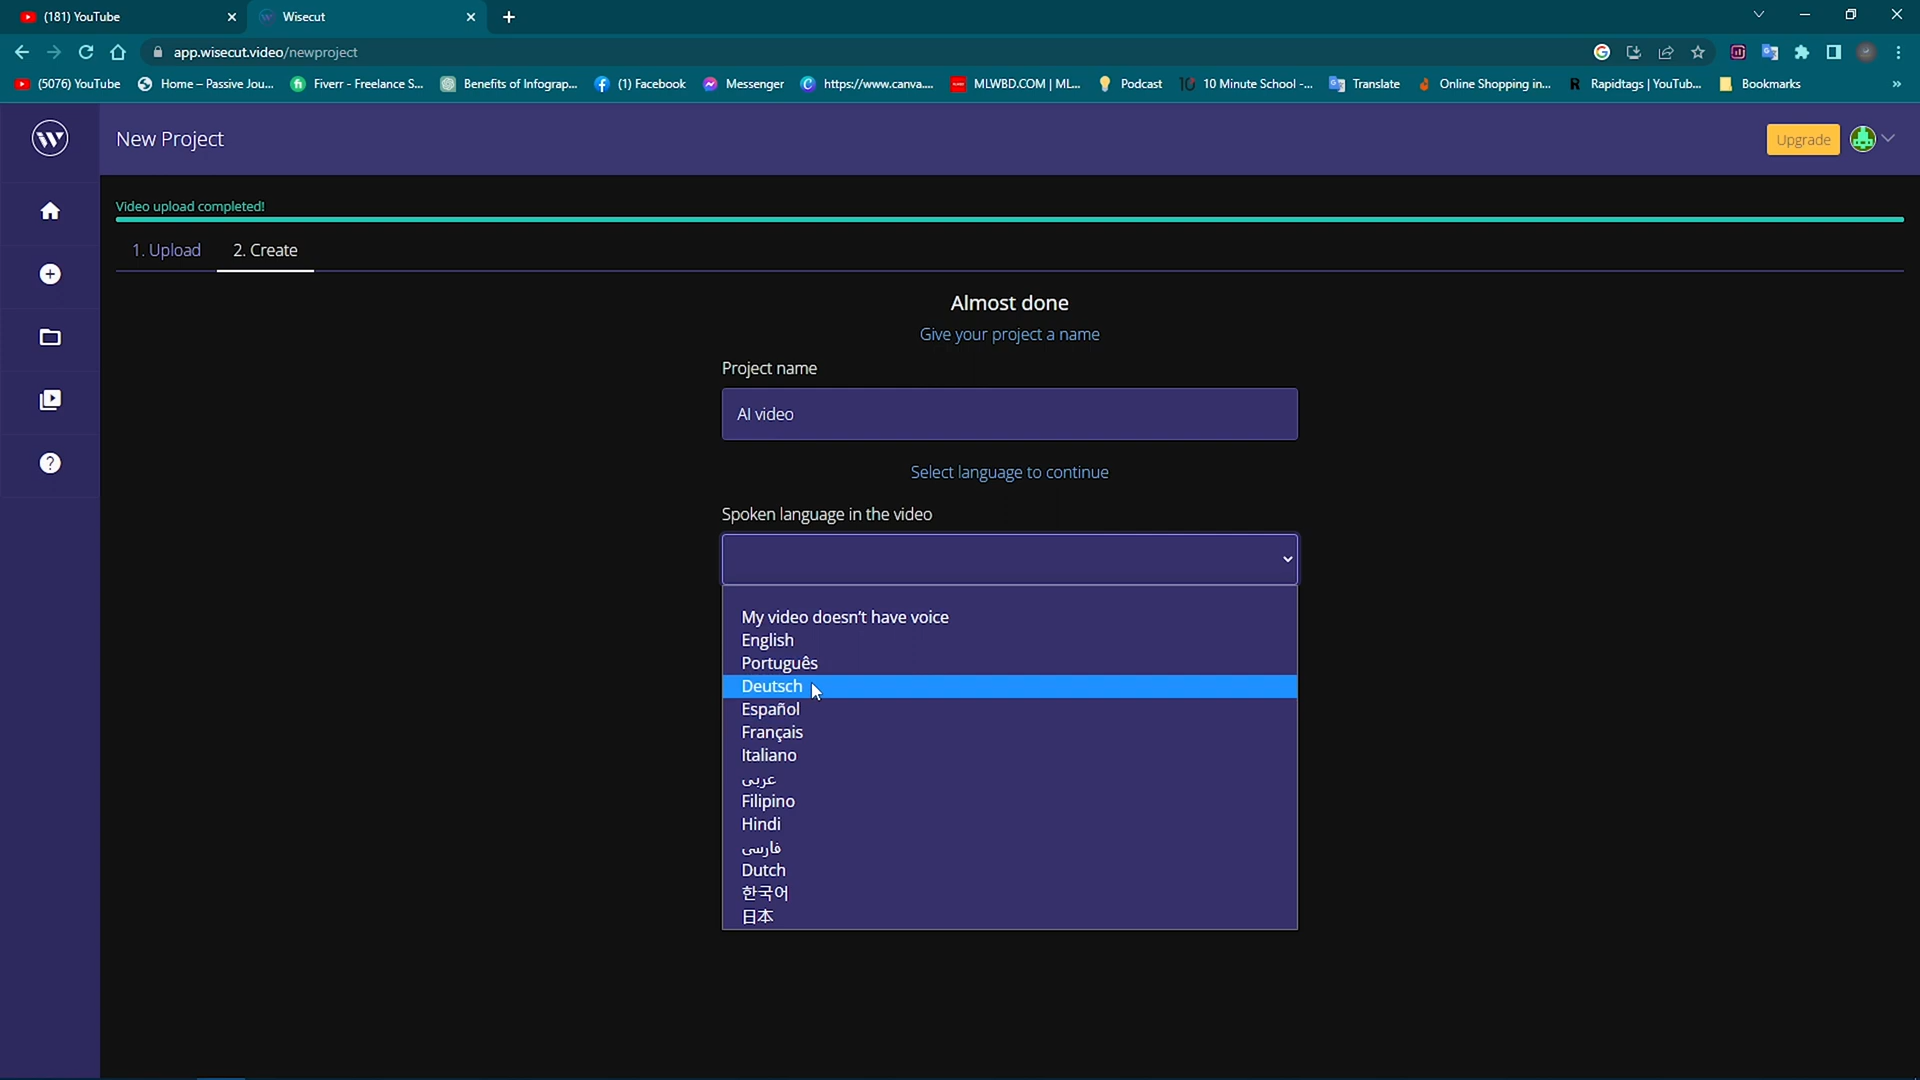 (181) YouTube
Wisecut
app.wisecut.video/newproject
(5076) YouTube
Home – Passive Jou...
Fiverr - Freelance S...
Benefits of Infograp...
(1) Facebook
Messenger
https://www.canva....
MLWBD.COM | ML...
Podcast
10 Minute School -...
Translate
Online Shopping in...
Rapidtags | YouTub...
Bookmarks
»
New Project
Upgrade
Video upload completed!
1. Upload
2. Create
Almost done
Give your project a name
Project name
AI video
Select language to continue
Spoken language in the video
My video doesn't have voice
English
Português
Deutsch
Español
Français
Italiano
عربى
Filipino
Hindi
فارسی
Dutch
한국어
日本